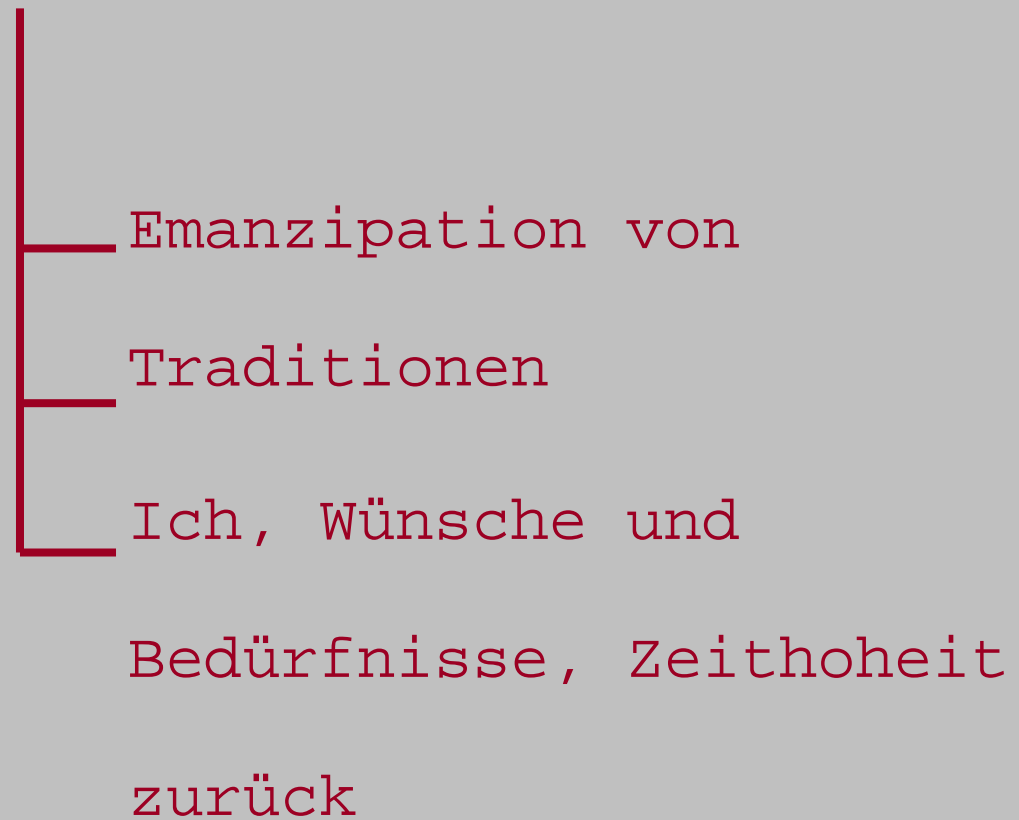 Emanzipation von
Traditionen
Ich, Wünsche und
Bedürfnisse, Zeithoheit
zurück